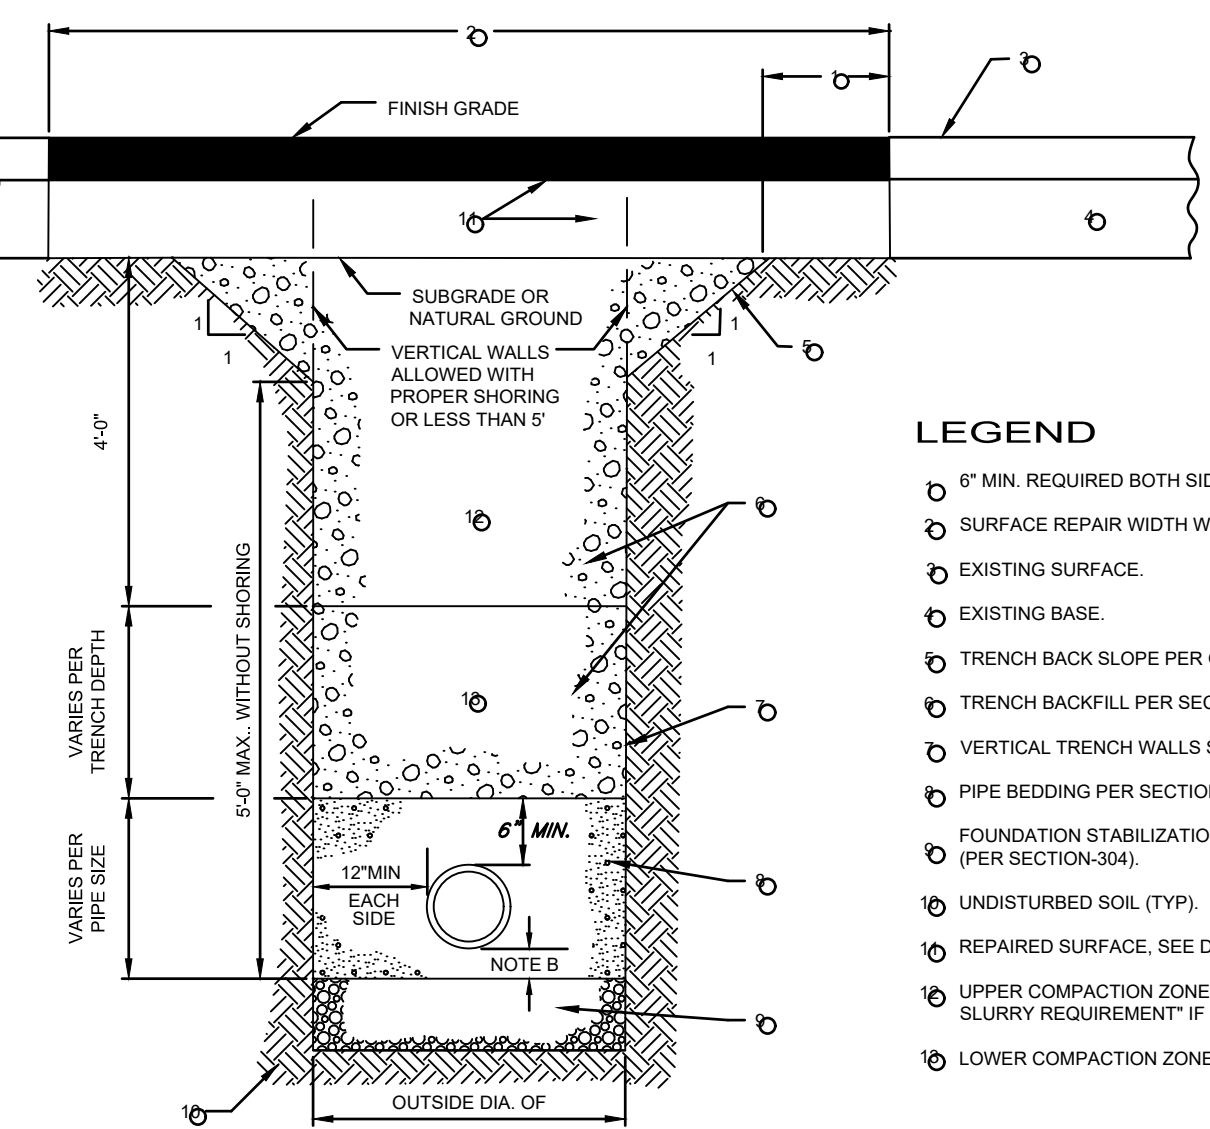 2
1
3
FINISH GRADE
11
4
SUBGRADE OR
NATURAL GROUND
1
1
1
1
VERTICAL WALLS
ALLOWED WITH
PROPER SHORING
OR LESS THAN 5'
5
4'-0"
5'-0" MAX.. WITHOUT SHORING
12
6
VARIES PER
TRENCH DEPTH
13
7
VARIES PER
PIPE SIZE
6" MIN.
12"MIN
EACH
SIDE
8
NOTE B
9
10
OUTSIDE DIA. OF
LEGEND
1 6" MIN. REQUIRED BOTH SID
2 SURFACE REPAIR WIDTH W
3 EXISTING SURFACE.
4 EXISTING BASE.
5 TRENCH BACK SLOPE PER
6 TRENCH BACKFILL PER SEC
7 VERTICAL TRENCH WALLS S
8 PIPE BEDDING PER SECTION
9 FOUNDATION STABILIZATIO
(PER SECTION-304).
10 UNDISTURBED SOIL (TYP).
11 REPAIRED SURFACE, SEE D
12 UPPER COMPACTION ZONE
SLURRY REQUIREMENT" IF
13 LOWER COMPACTION ZONE